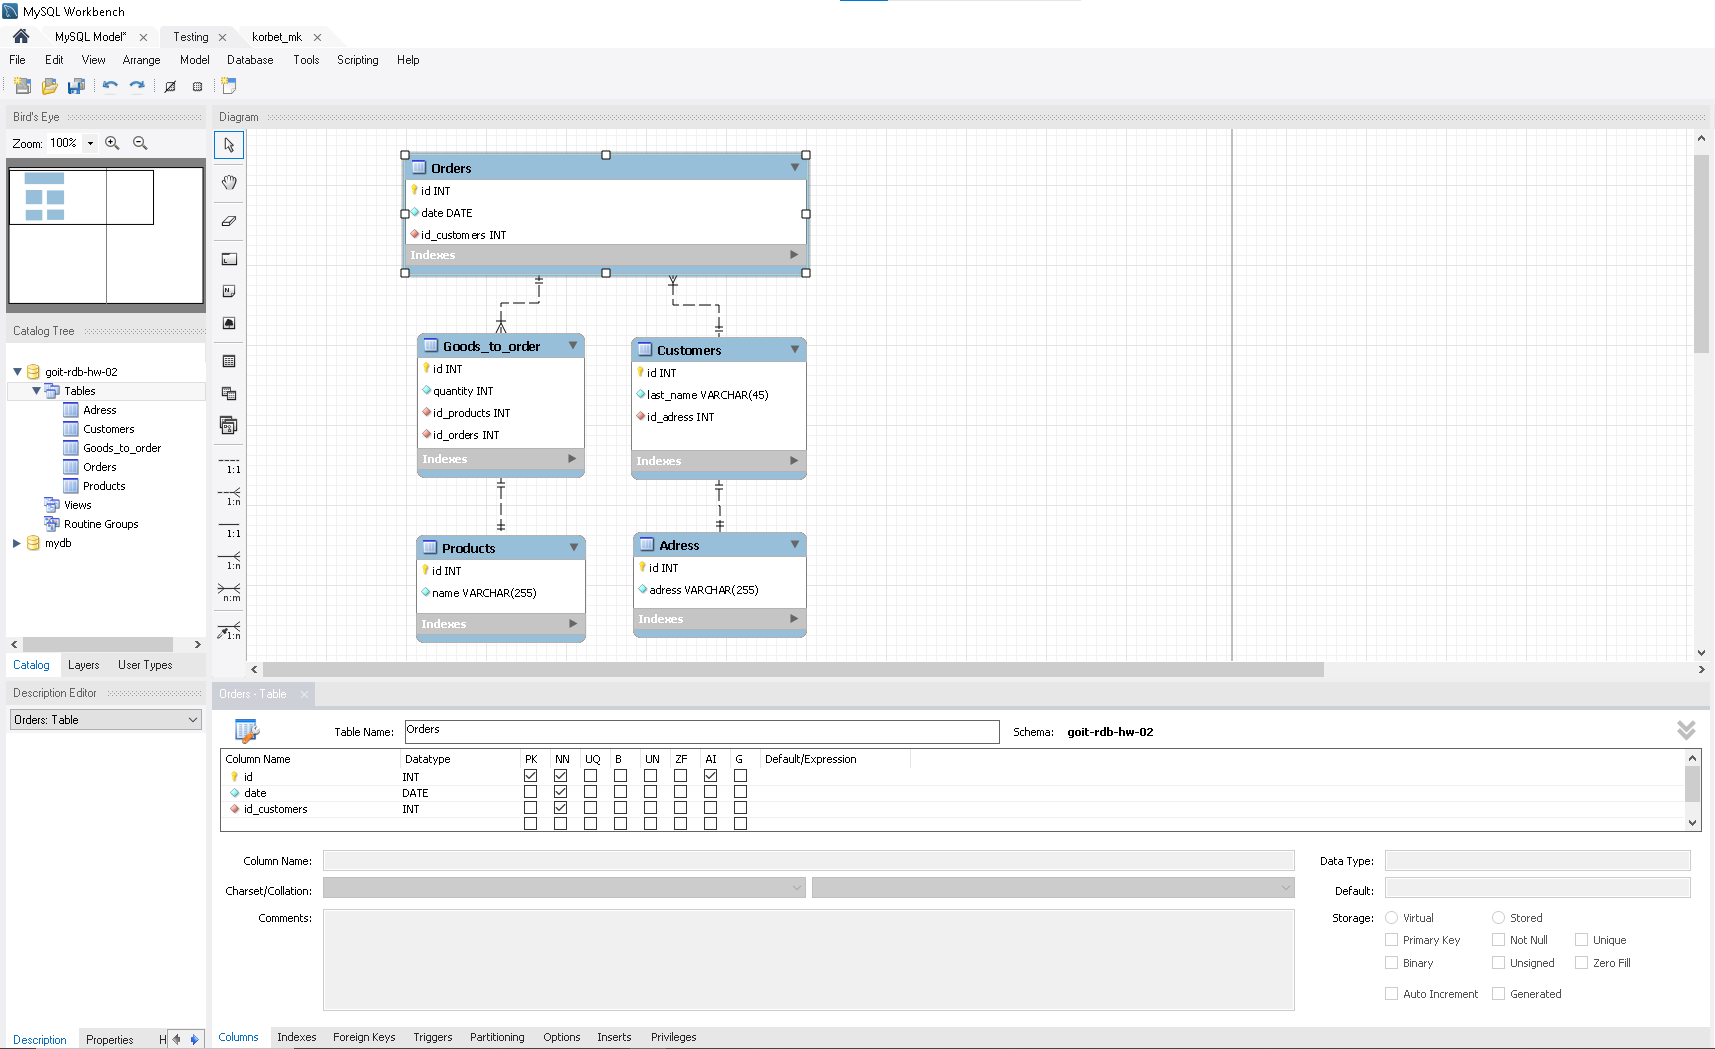 MySQL Workbench
MySQL Model* Testing korbet_mk
File Edit View Arrange Model Database Tools Scripting Help
Bird's Eye
Zoom: 100%
Diagram
Orders
id INT
date DATE
id_customers INT
Indexes
Goods_to_order
id INT
quantity INT
id_products INT
id_orders INT
Indexes
Customers
id INT
last_name VARCHAR(45)
id_adress INT
Indexes
Products
id INT
name VARCHAR(255)
Indexes
Adress
id INT
adress VARCHAR(255)
Indexes
1:1
1:n
1:1
1:n
n:m
1:n
Catalog Tree
goit-rdb-hw-02
Tables
Adress
Customers
Goods_to_order
Orders
Products
Views
Routine Groups
mydb
Catalog Layers User Types
Description Editor
Orders: Table
Description Properties H
Orders - Table
Table Name: Orders Schema: goit-rdb-hw-02
Column Name Datatype PK NN UQ B UN ZF AI G Default/Expression
id INT
date DATE
id_customers INT
Column Name: Data Type:
Charset/Collation: Default:
Comments: Storage: Virtual Stored
Primary Key Not Null Unique
Binary Unsigned Zero Fill
Auto Increment Generated
Columns Indexes Foreign Keys Triggers Partitioning Options Inserts Privileges